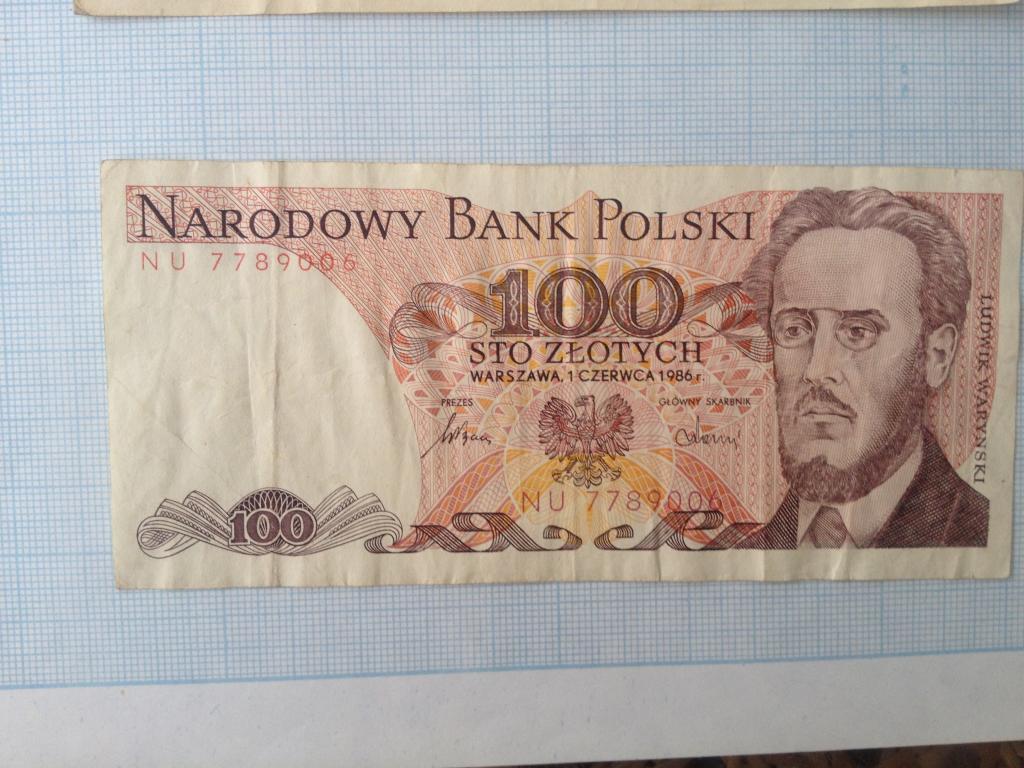 NARODOWY BANK POLSKI
NU 7789006
100
STO ZŁOTYCH
WARSZAWA, 1 CZERWCA 1986 r.
PREZES
GŁÓWNY SKARBNIK
NU 7789006
100
LUDWIK WARYŃSKI